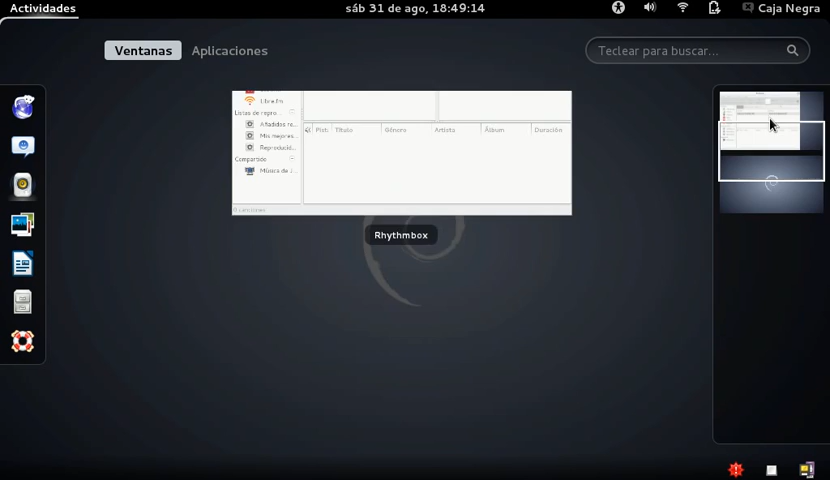 Actividades
sáb 31 de ago, 18:49:14
Caja Negra
Ventanas
Aplicaciones
Teclear para buscar...
Libre.fm
Listas de repro...
Añadidos re...
Mis mejores...
Reproducció...
Compartido
Música de ...
Título
Género
Artista
Álbum
Duración
Rhythmbox